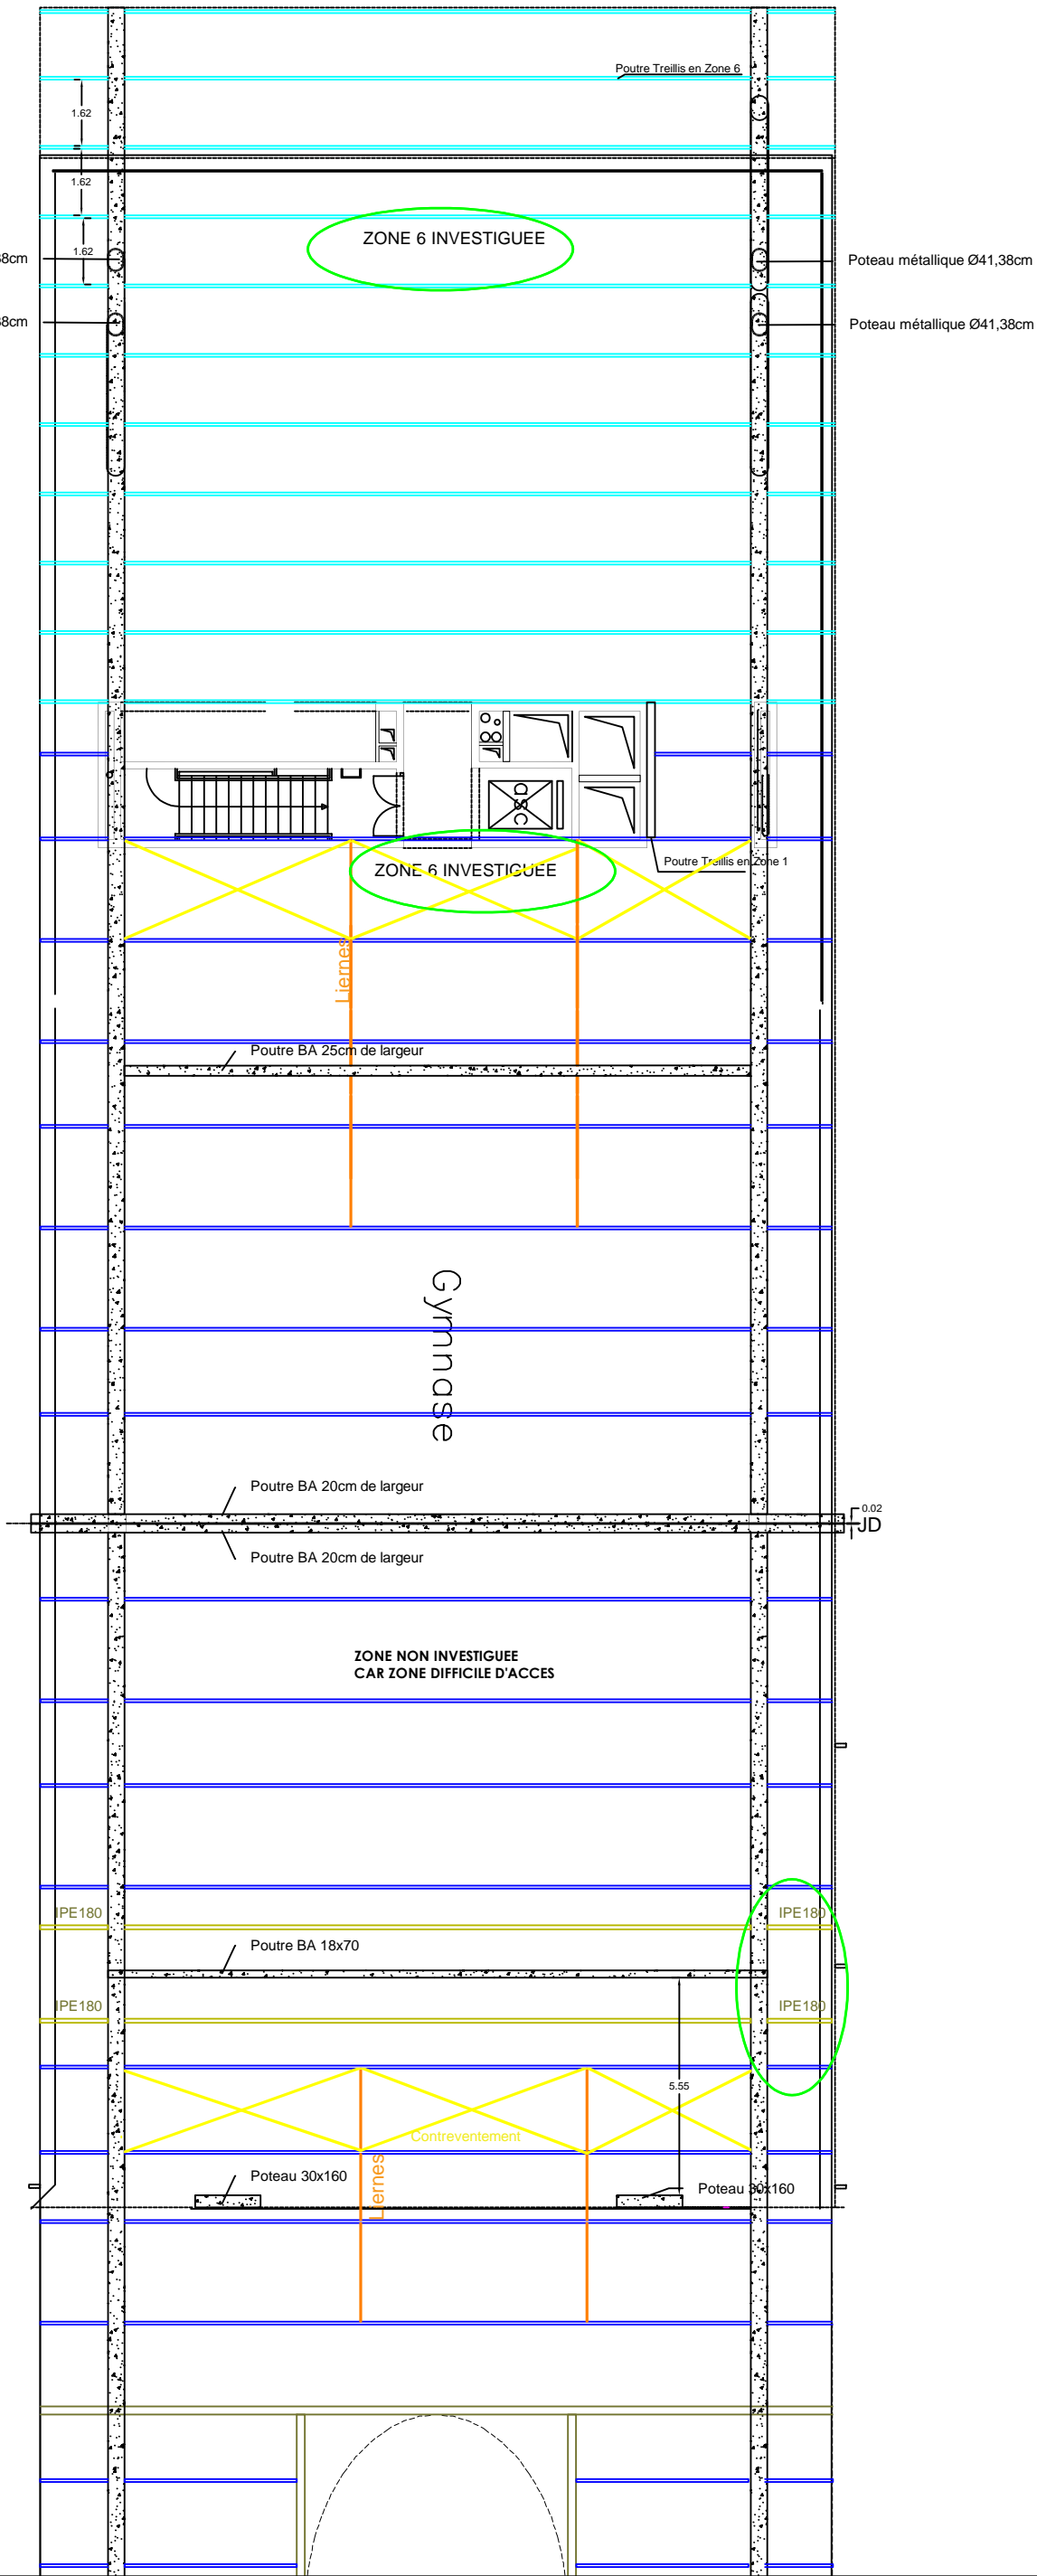 Poutre Treillis en Zone 6
1.62
1.62
1.62
ZONE 6 INVESTIGUEE
38cm
Poteau métallique Ø41,38cm
38cm
Poteau métallique Ø41,38cm
asc
Poutre Treillis en Zone 1
ZONE 6 INVESTIGUEE
Liernes
Poutre BA 25cm de largeur
Gymnase
Poutre BA 20cm de largeur
0.02
JD
Poutre BA 20cm de largeur
ZONE NON INVESTIGUEE
CAR ZONE DIFFICILE D'ACCES
IPE180
IPE180
Poutre BA 18x70
IPE180
IPE180
5.55
Contreventement
Liernes
Poteau 30x160
Poteau 30x160